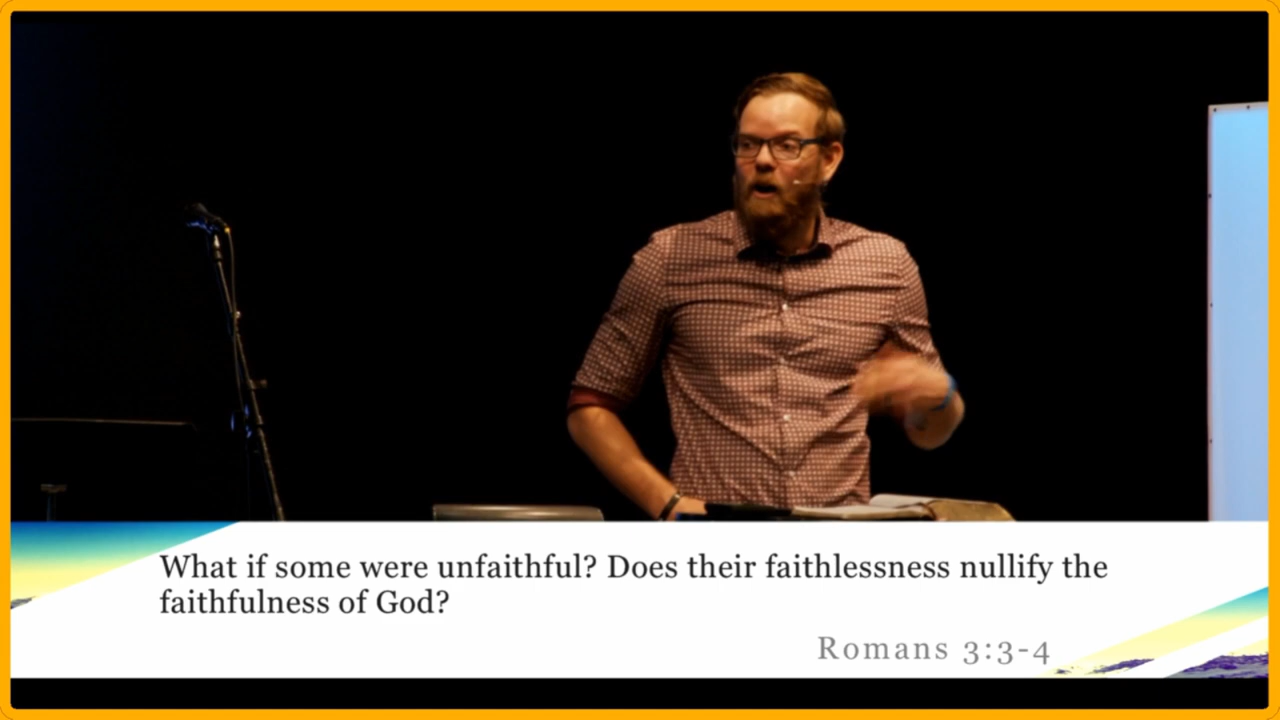 What if some were unfaithful? Does their faithlessness nullify the
faithfulness of God?
Romans 3:3-4